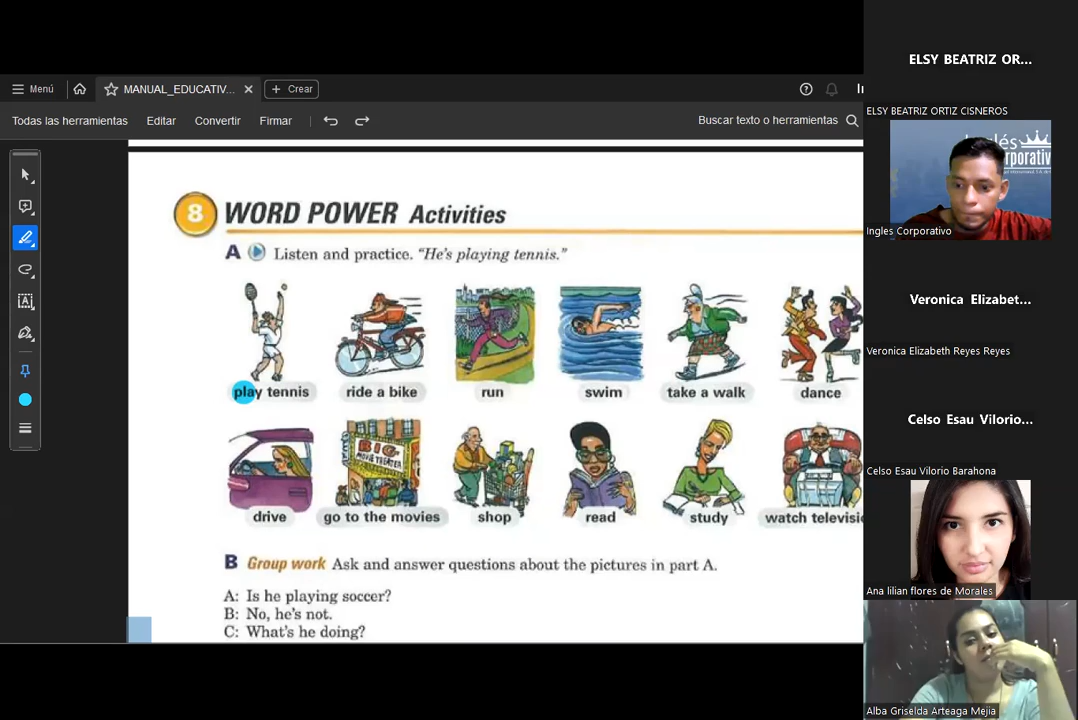 ELSY BEATRIZ OR...
Menú
MANUAL_EDUCATIV...
Crear
ELSY BEATRIZ ORTIZ CISNEROS
Todas las herramientas
Editar
Convertir
Firmar
Buscar texto o herramientas
Ingles Corporativo
8 WORD POWER Activities
A Listen and practice. "He's playing tennis."
play tennis
ride a bike
run
swim
take a walk
dance
BIG
MOVIE THEATER
drive
go to the movies
shop
read
study
watch televisi
B Group work Ask and answer questions about the pictures in part A.
A: Is he playing soccer?
B: No, he's not.
C: What's he doing?
Veronica Elizabet...
Veronica Elizabeth Reyes Reyes
Celso Esau Vilorio...
Celso Esau Vilorio Barahona
Ana lilian flores de Morales
Alba Griselda Arteaga Mejia